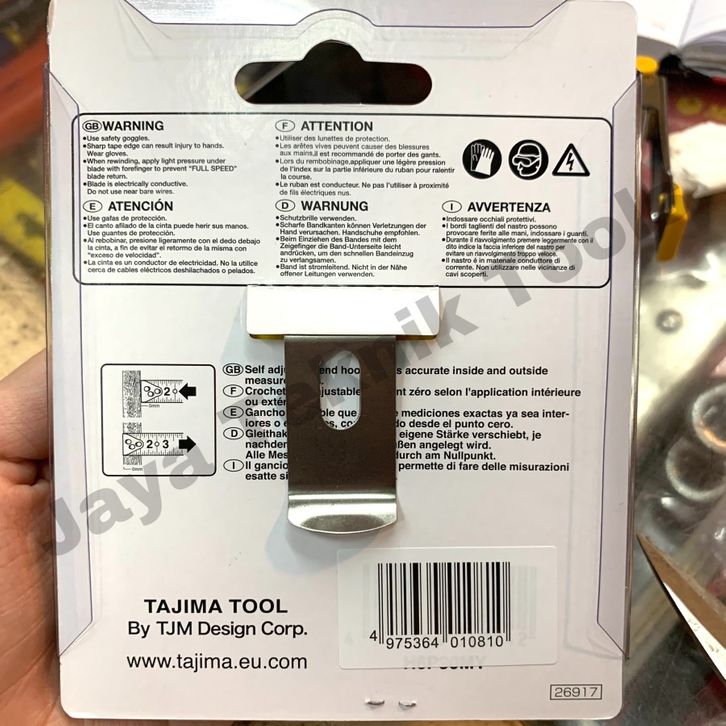 GB WARNING
•Use safety goggles.
•Sharp tape edge can result injury to hands.
Wear gloves.
•When rewinding, apply light pressure under
blade with forefinger to prevent "FULL SPEED"
blade return.
•Blade is electrically conductive.
Do not use near bare wires.
F ATTENTION
•Utiliser des lunettes de protection.
•Les arêtes vives peuvent causer des blessures
aux mains,il est recommandé de porter des gants.
•Lors du rembobinage,appliquer une légère pression
de l'index sur la partie infèrieure du ruban pour ralentir
la course.
•Le ruban est conducteur. Ne pas l'utiliser à proximité
de fils électriques nus.
E ATENCIÓN
•Use gafas de protección.
•El canto afilado de la cinta puede herir sus manos.
Use guantes de protección.
•Al rebobinar, presione ligeramente con el dedo debajo
la cinta, a fin de evitar el retorno de la misma con
"exceso de velocidad".
•La cinta es un conductor de electricidad. No la utilice
cerca de cables eléctricos deshilachados o pelados.
D WARNUNG
•Schutzbrille verwenden.
•Scharfe Bandkanten können Verletzungen der
Hand verursachen. Handschuhe empfohlen.
•Beim Einziehen des Bandes mit dem
Zeigefinger die Band-Unterseite leicht
andrücken, um den schnellen Bandeinzug
zu verlangsamen.
•Band ist stromleitend. Nicht in der Nähe
offener Leitungen verwenden.
I AVVERTENZA
•Indossare occhiali protettivi.
•I bordi taglienti del nastro possono
provocare ferite alle mani, indossare i guanti.
•Durante il riavvolgimento premere leggermente con il
dito indice la faccia inferiore del nastro per
evitare un riavvolgimento troppo veloce.
•Il nastro è in materiale conduttore di
corrente. Non utilizzare nelle vicinanze di
cavi scoperti.
2
0mm
2 3
0mm
GB Self end accurate inside and outside
F Crochet zéro selon l'application intérieure
ou
E Gancho que mediciones exactas ya sea inter-
iores o desde el punto cero.
D eigene Stärke verschiebt, je
angelegt wird.
Alle durch am Nullpunkt.
I Il gancio permette di fare delle misurazioni
esatte
TAJIMA TOOL
By TJM Design Corp.
www.tajima.eu.com
4 975364 010810
26917
Jaya Teknik Tool